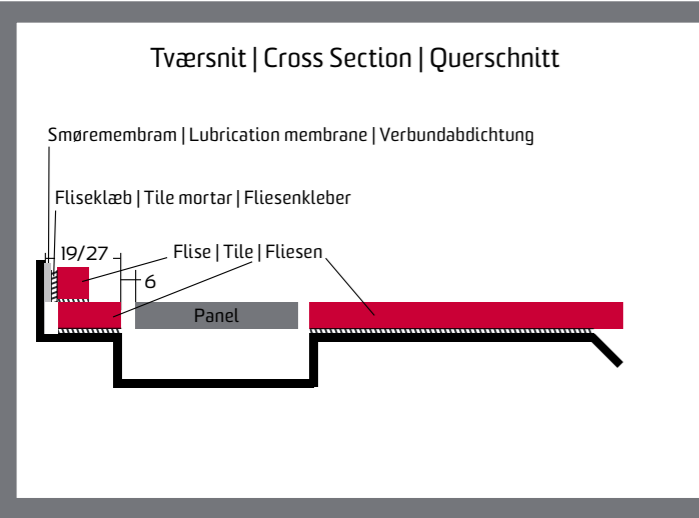 Tværsnit | Cross Section | Querschnitt
Smøremembram | Lubrication membrane | Verbundabdichtung
Fliseklæb | Tile mortar | Fliesenkleber
19/27
Flise | Tile | Fliesen
6
Panel